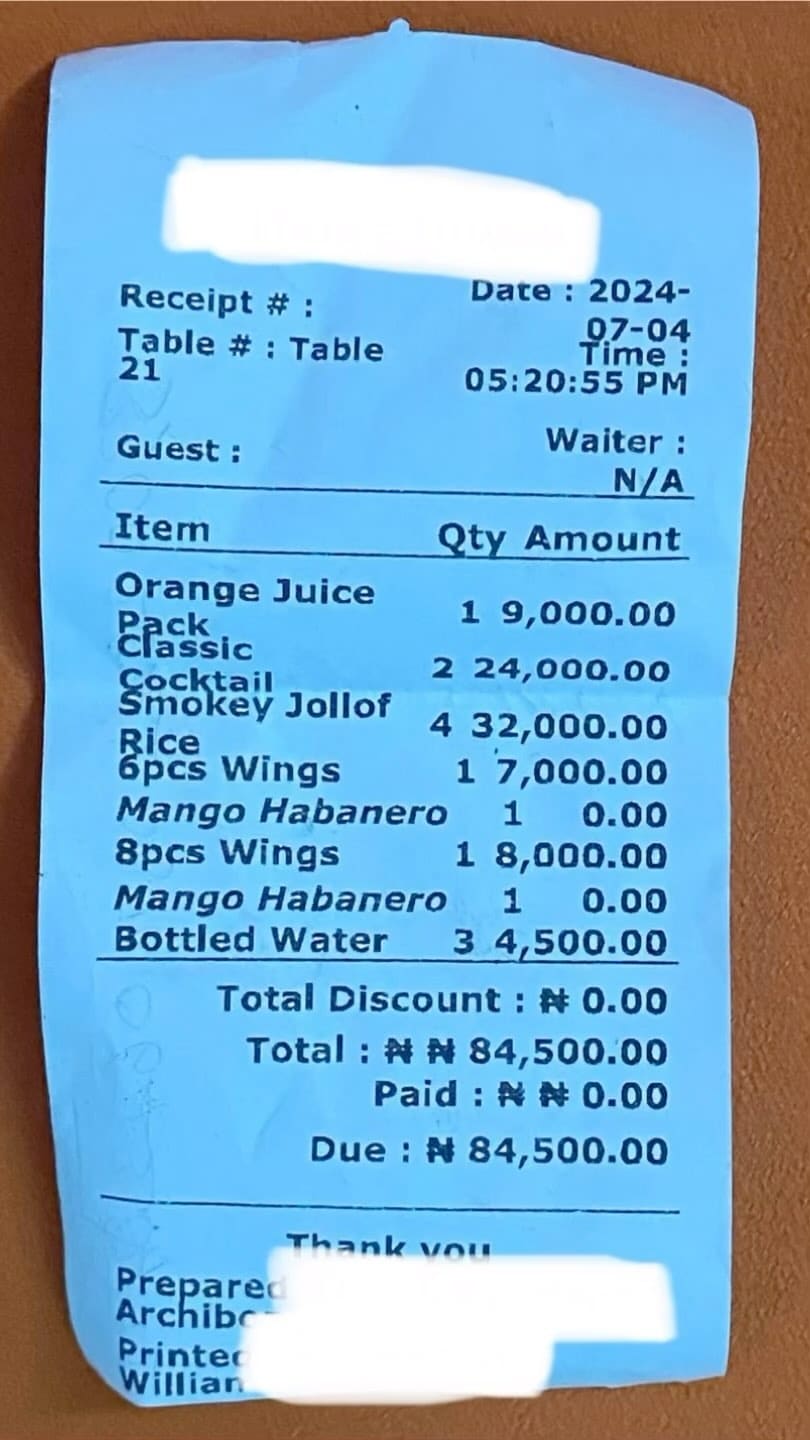 Receipt # :
Date : 2024-
07-04
Table # : Table
21
Time :
05:20:55 PM
Guest :
Waiter :
N/A
Item Qty Amount
Orange Juice
Pack 1 9,000.00
Classic
Cocktail 2 24,000.00
Smokey Jollof
Rice 4 32,000.00
6pcs Wings 1 7,000.00
Mango Habanero 1 0.00
8pcs Wings 1 8,000.00
Mango Habanero 1 0.00
Bottled Water 3 4,500.00
Total Discount : ₦ 0.00
Total : ₦ ₦ 84,500.00
Paid : ₦ ₦ 0.00
Due : ₦ 84,500.00
Thank you
Prepared
Printed